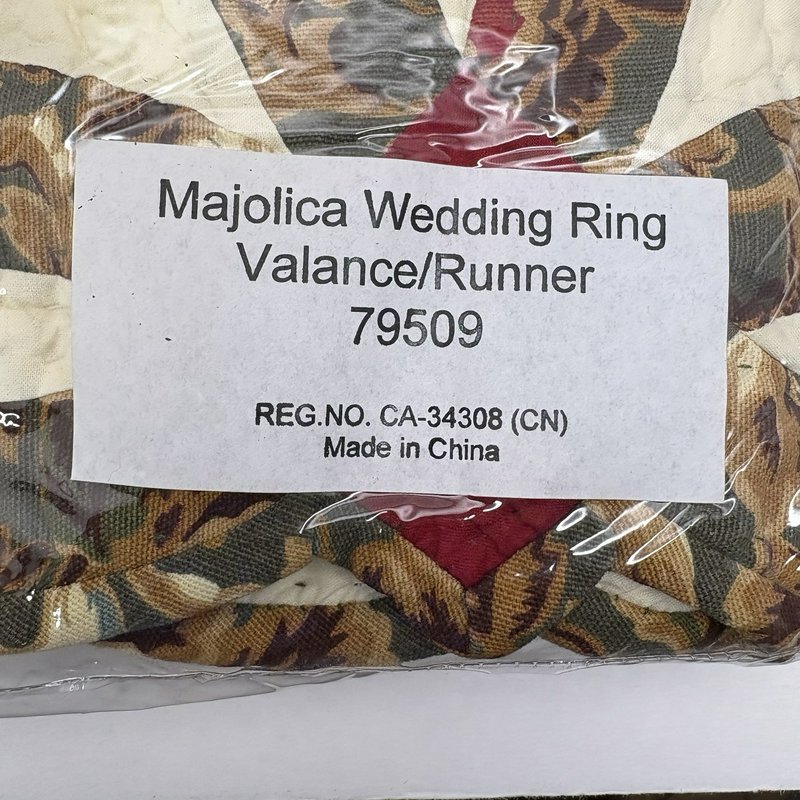 Majolica Wedding Ring
Valance/Runner
79509
REG.NO. CA-34308 (CN)
Made in China